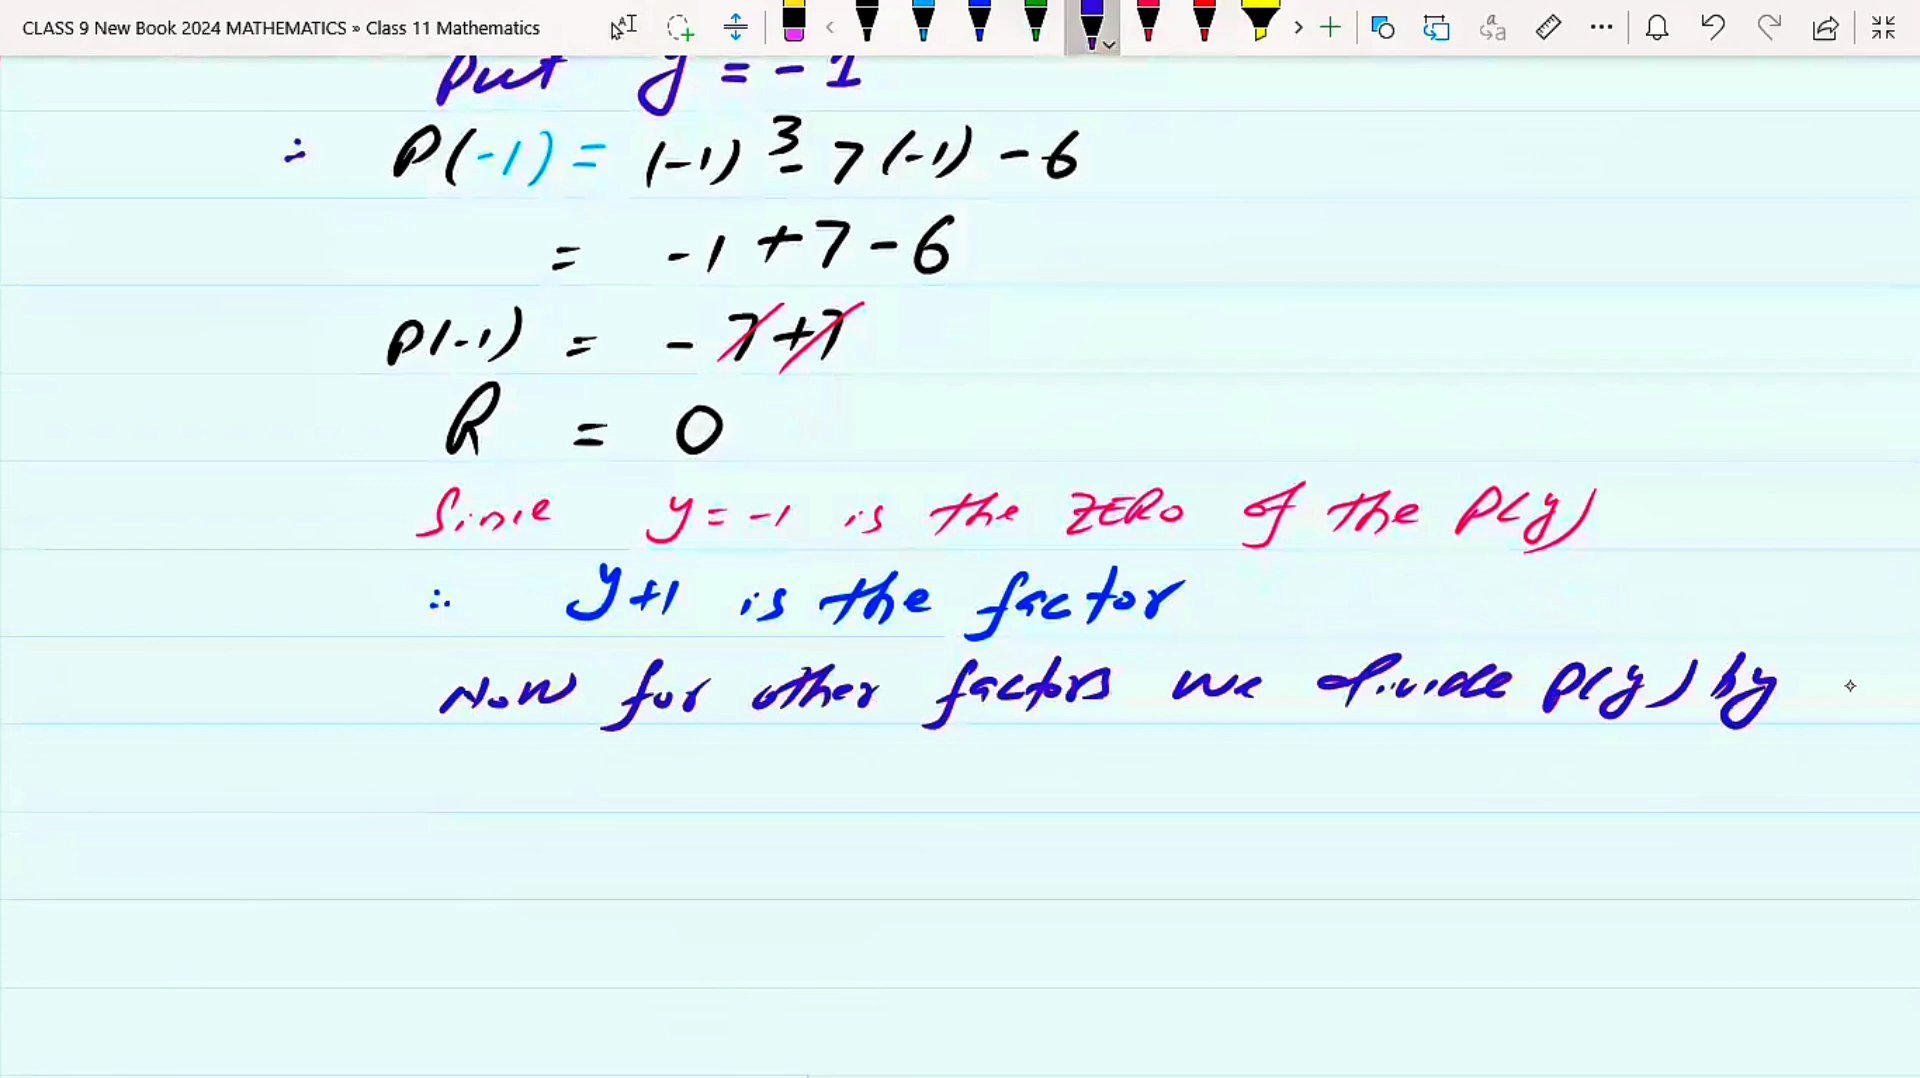 CLASS 9 New Book 2024 MATHEMATICS » Class 11 Mathematics
put y = -1
∴ P(-1) = (-1)³ - 7(-1) - 6
= -1 + 7 - 6
P(-1) = - 7 + 7
R = 0
Since y = -1 is the ZERO of the P(y)
∴ y+1 is the factor
Now for other factors we divide P(y) by